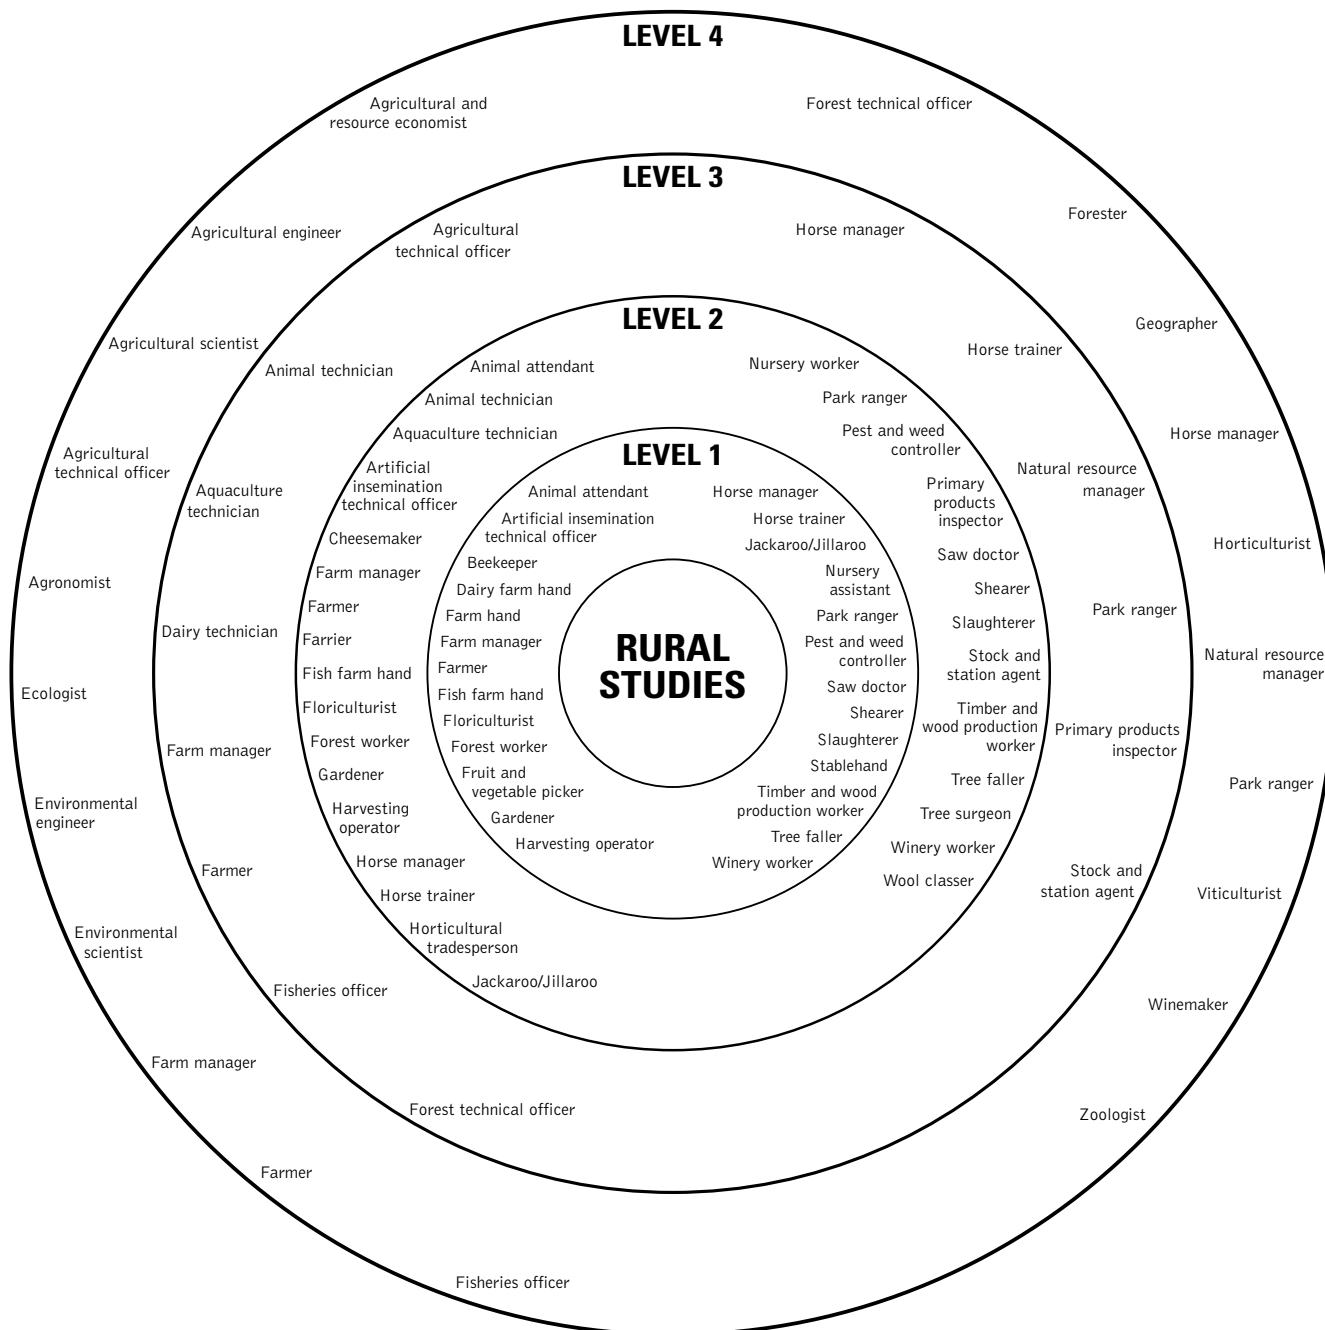 LEVEL 4
Agricultural and
resource economist
Agricultural engineer
Agricultural scientist
Agricultural
technical officer
Agronomist
Ecologist
Environmental
engineer
Environmental
scientist
Farm manager
Farmer
Fisheries officer
Forest technical officer
Forester
Geographer
Horse manager
Horticulturist
Natural resource
manager
Park ranger
Viticulturist
Winemaker
Zoologist
LEVEL 3
Agricultural
technical officer
Animal technician
Aquaculture
technician
Dairy technician
Farm manager
Farmer
Fisheries officer
Forest technical officer
Horse manager
Horse trainer
Natural resource
manager
Park ranger
Primary products
inspector
Stock and
station agent
LEVEL 2
Animal attendant
Animal technician
Aquaculture technician
Artificial
insemination
technical officer
Cheesemaker
Farm manager
Farmer
Farrier
Fish farm hand
Floriculturist
Forest worker
Gardener
Harvesting
operator
Horse manager
Horse trainer
Horticultural
tradesperson
Jackaroo/Jillaroo
Nursery worker
Park ranger
Pest and weed
controller
Primary
products
inspector
Saw doctor
Shearer
Slaughterer
Stock and
station agent
Timber and
wood production
worker
Tree faller
Tree surgeon
Winery worker
Wool classer
LEVEL 1
Animal attendant
Artificial insemination
technical officer
Beekeeper
Dairy farm hand
Farm hand
Farm manager
Farmer
Fish farm hand
Floriculturist
Forest worker
Fruit and
vegetable picker
Gardener
Harvesting operator
Horse manager
Horse trainer
Jackaroo/Jillaroo
Nursery
assistant
Park ranger
Pest and weed
controller
Saw doctor
Shearer
Slaughterer
Stablehand
Timber and wood
production worker
Tree faller
Winery worker
RURAL
STUDIES